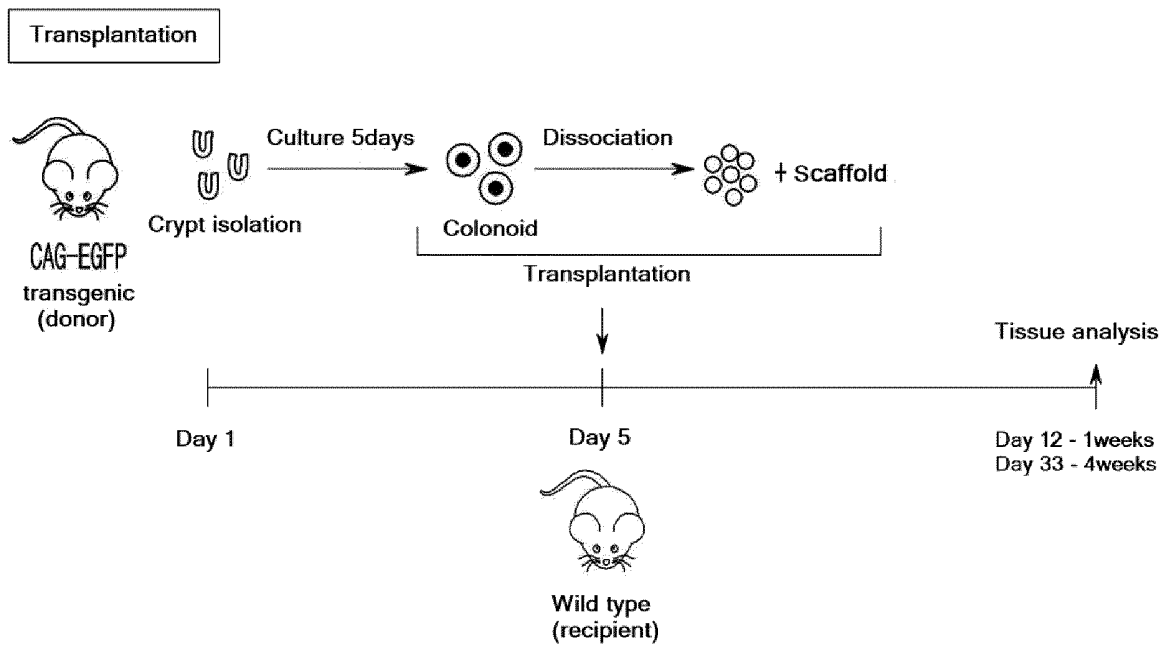 Transplantation
Culture 5days
Dissociation
+ Scaffold
Crypt isolation
Colonoid
CAG-EGFP
transgenic
(donor)
Transplantation
Tissue analysis
Day 1
Day 5
Day 12 - 1weeks
Day 33 - 4weeks
Wild type
(recipient)